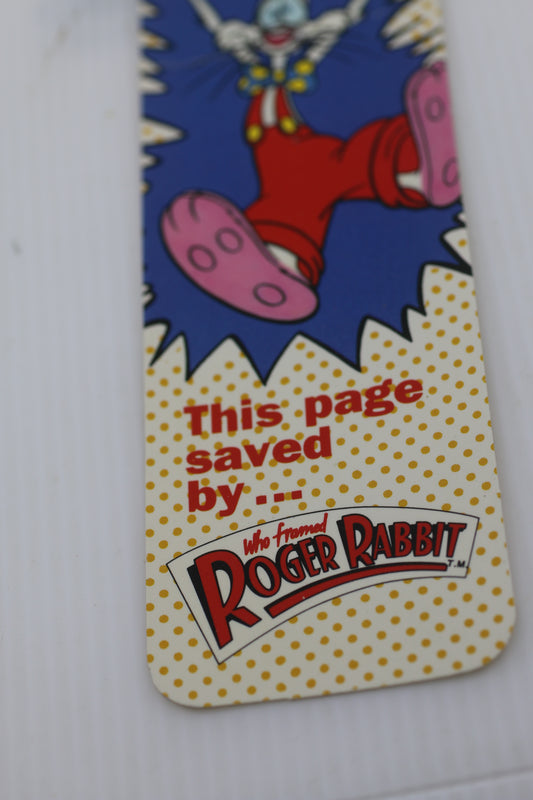 This page
saved
by...
Who framed
ROGER RABBIT
T.M.